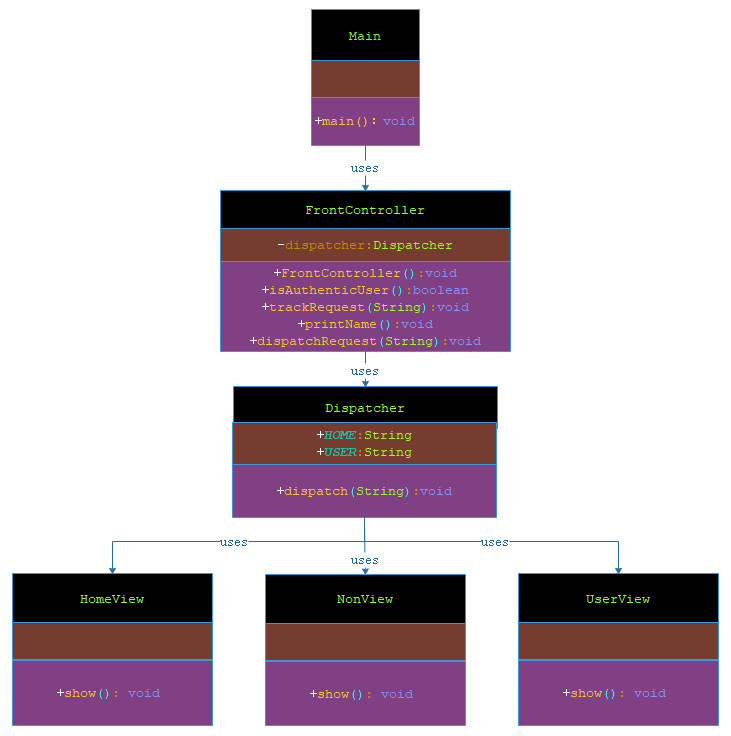 Main
+main(): void
uses
FrontController
-dispatcher:Dispatcher
+FrontController():void
+isAuthenticUser():boolean
+trackRequest(String):void
+printName():void
+dispatchRequest(String):void
uses
Dispatcher
+HOME:String
+USER:String
+dispatch(String):void
uses
uses
uses
HomeView
+show(): void
NonView
+show(): void
UserView
+show(): void